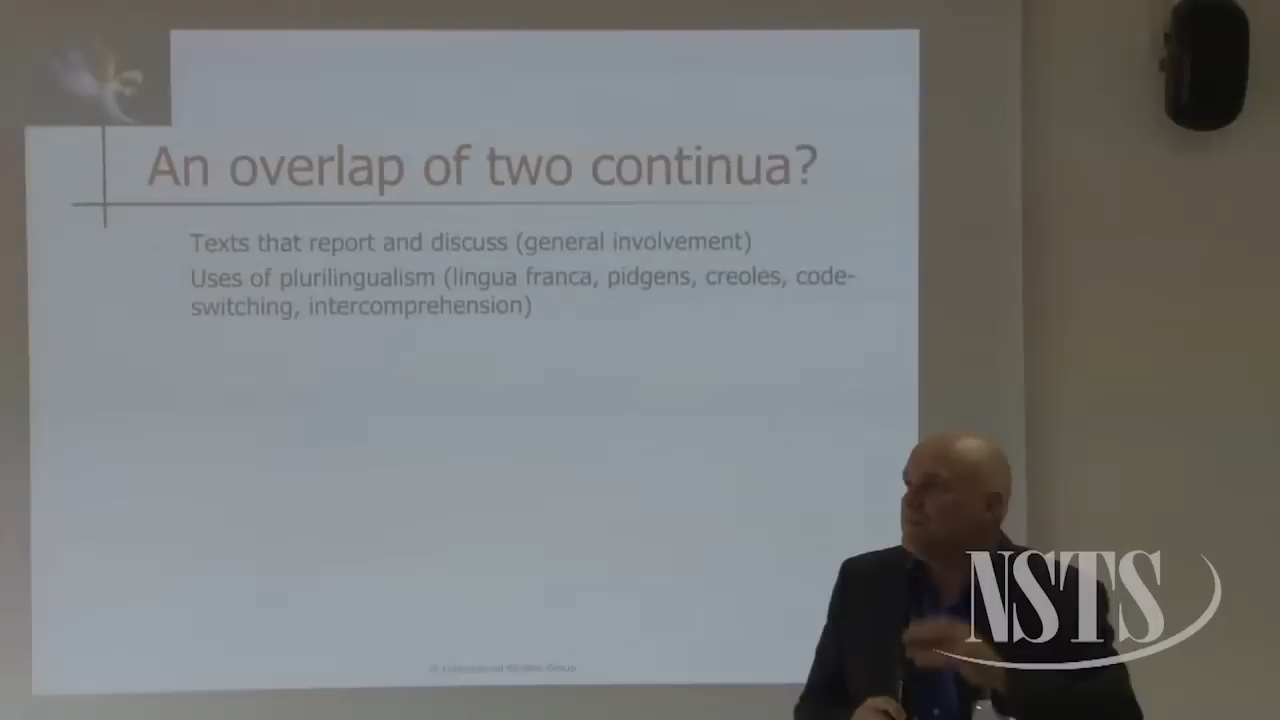 An overlap of two continua?
Texts that report and discuss (general involvement)
Uses of plurilingualism (lingua franca, pidgens, creoles, code-
switching, intercomprehension)
NSTS